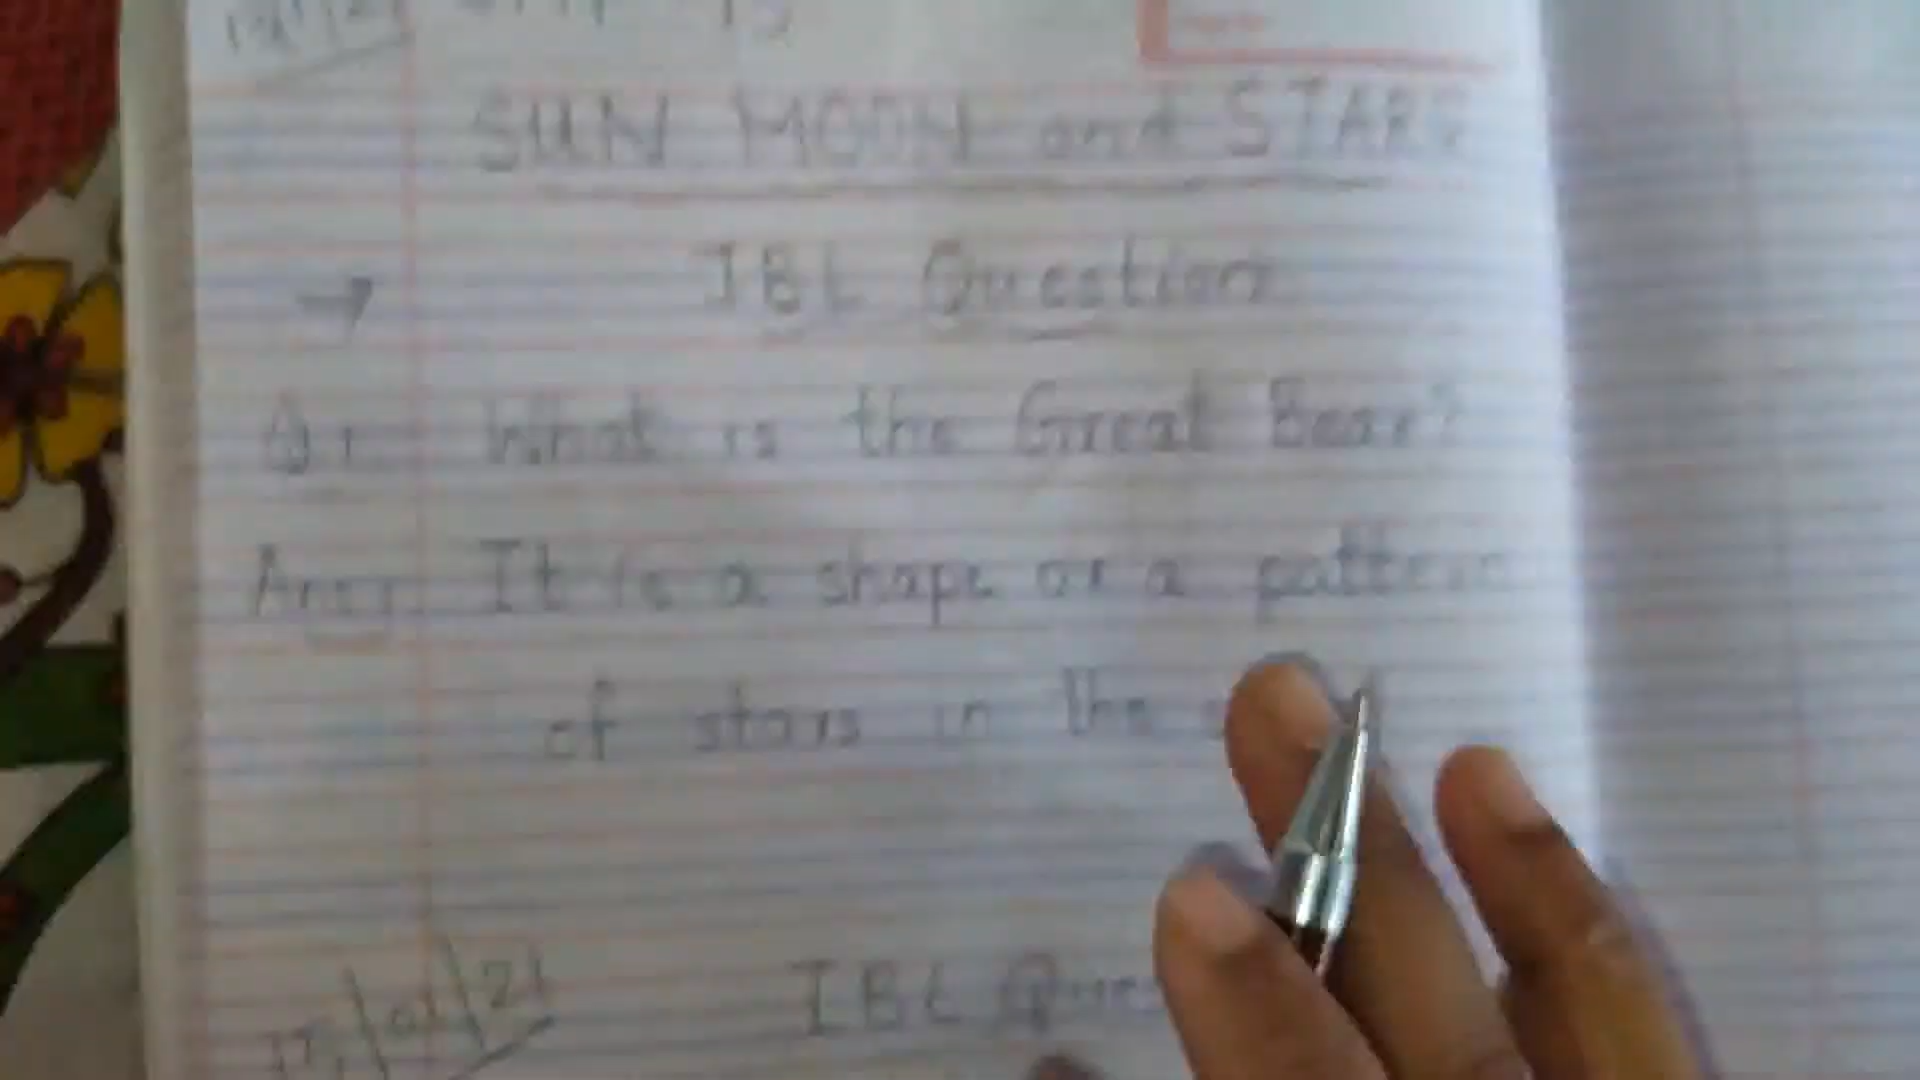 SUN MOON and STARS
IBL Question
Q1 What is the Great Bear?
Ans: It is a shape or a pattern
of stars in the
IBL